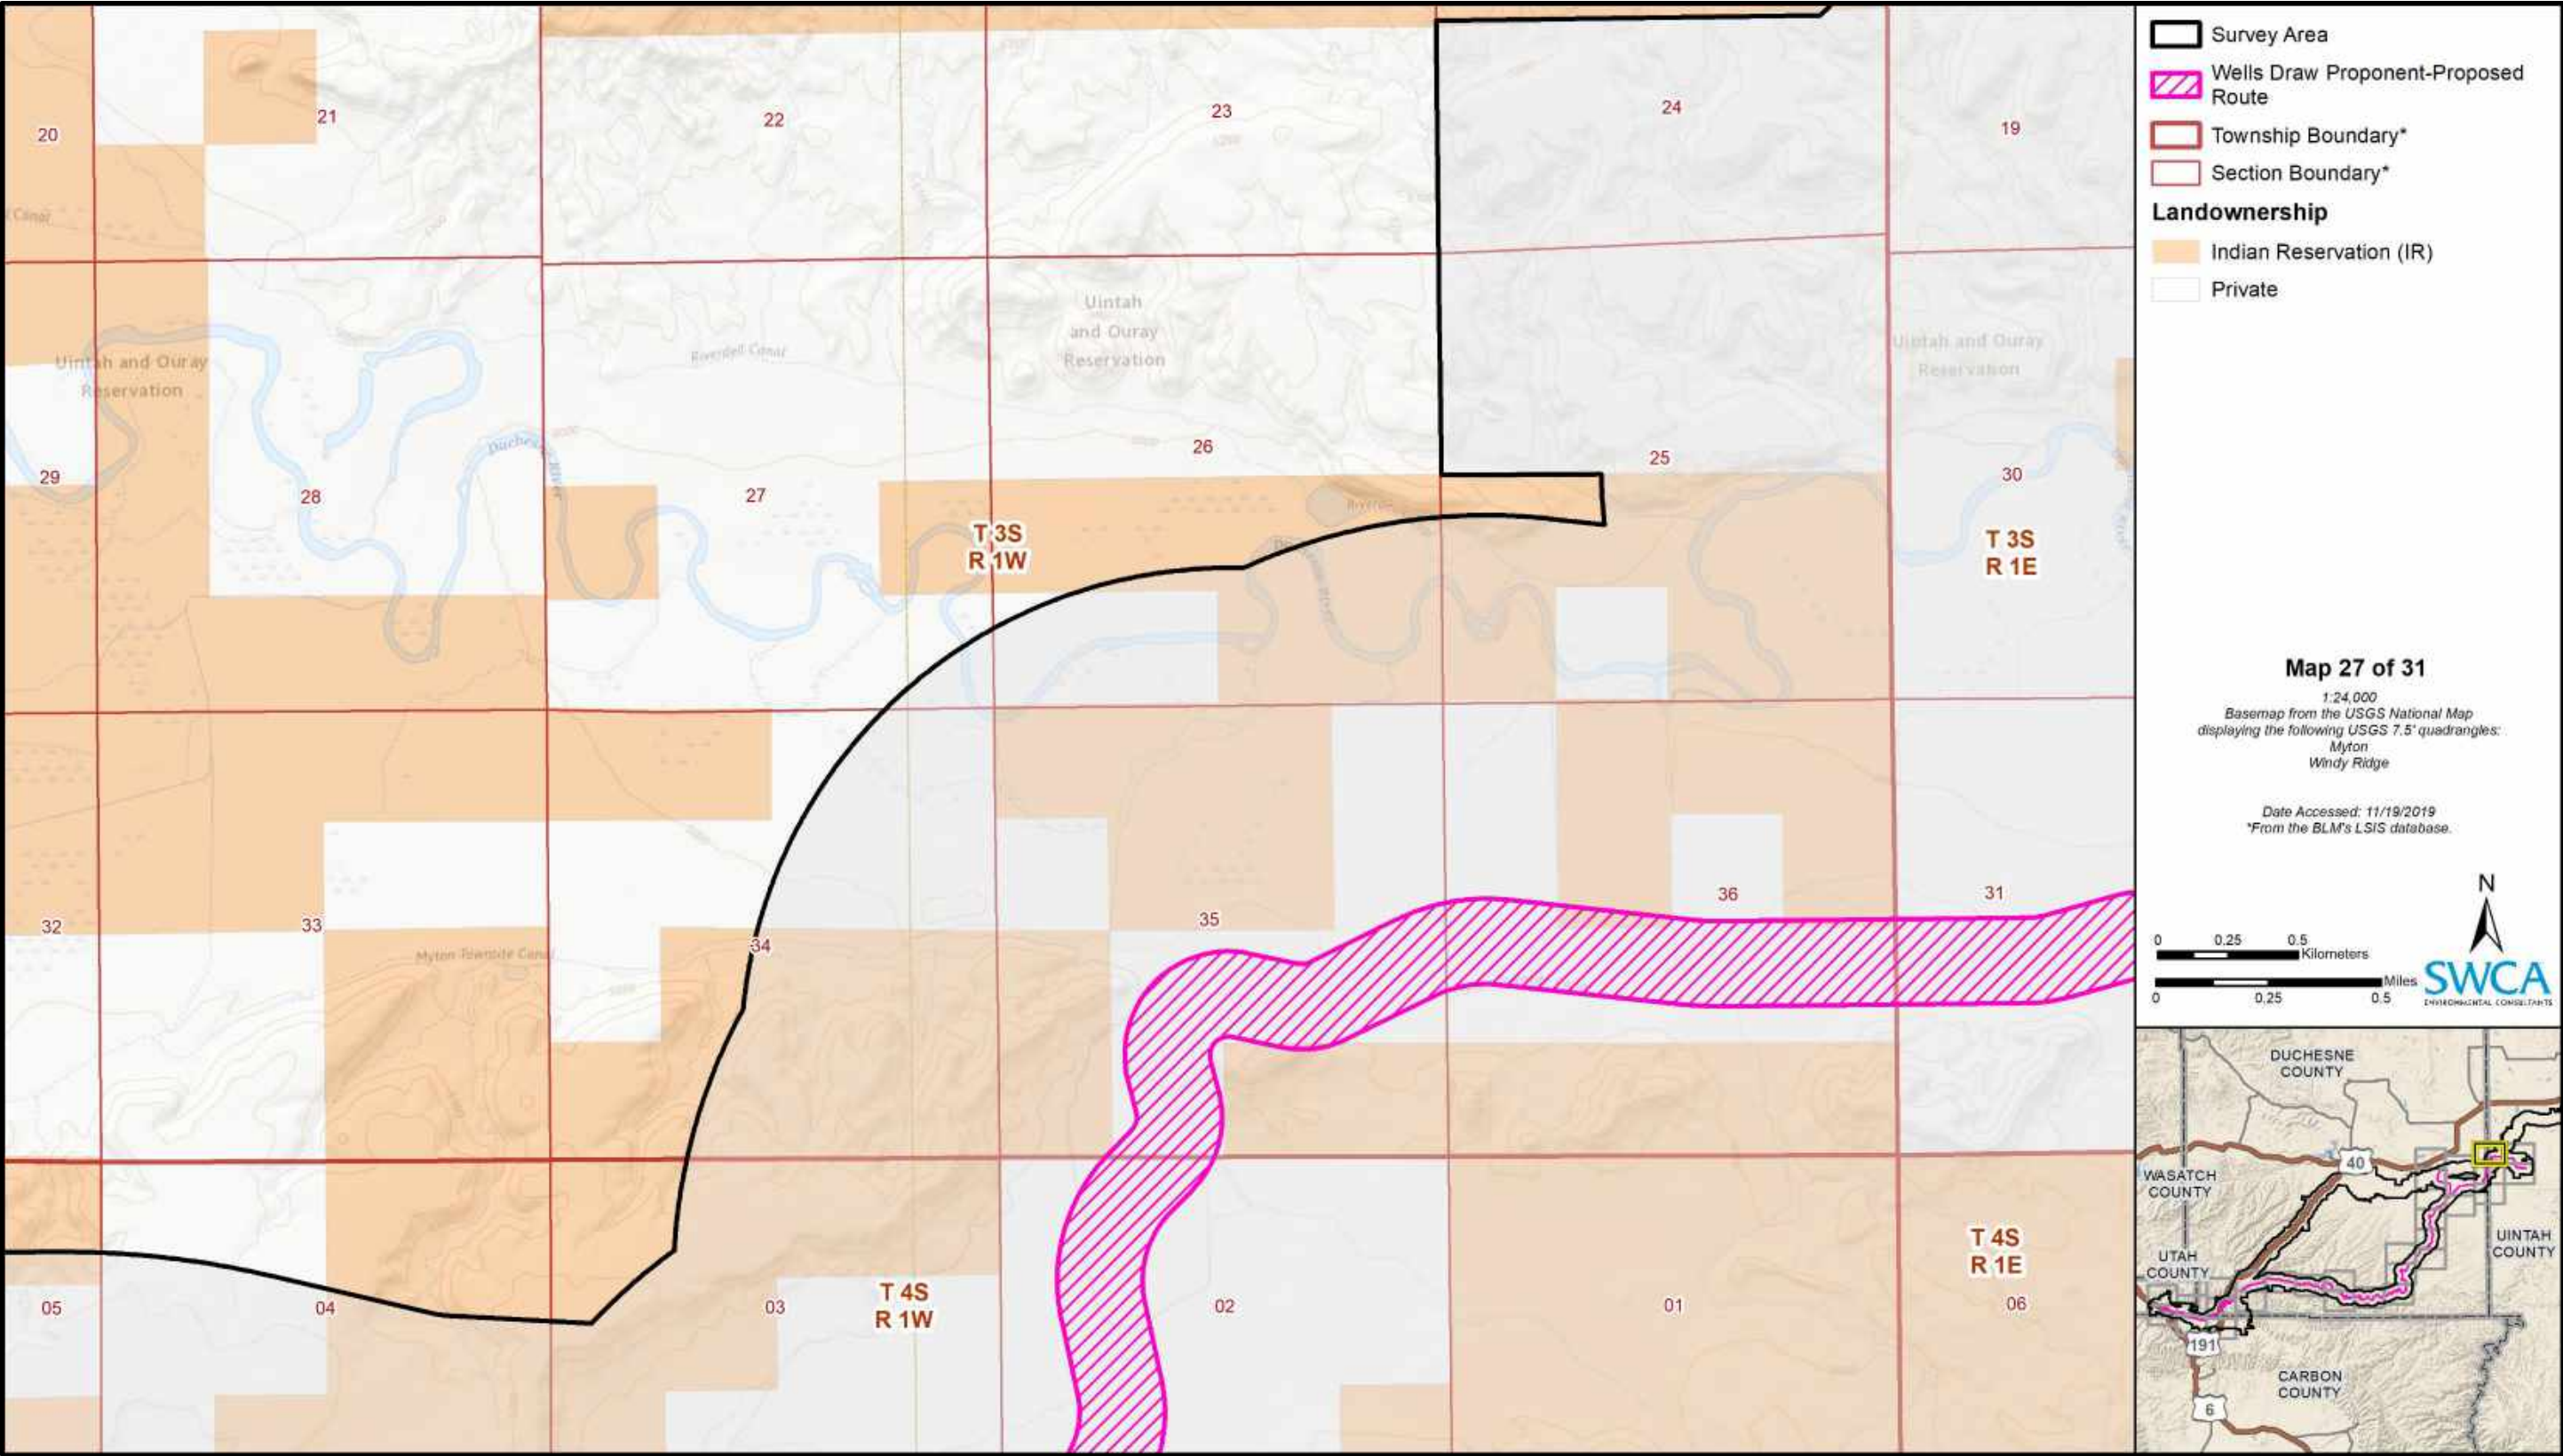 20
21
22
23
24
19
Canal
Uintah
and Ouray
Reservation
Riverdell Canal
Uintah and Ouray
Reservation
Uintah and Ouray
Reservation
29
28
27
26
25
30
Duchesne River
T 3S
R 1W
T 3S
R 1E
32
33
34
35
36
31
Myton Townsite Canal
05
04
03
02
01
06
T 4S
R 1W
T 4S
R 1E
Survey Area
Wells Draw Proponent-Proposed
Route
Township Boundary*
Section Boundary*
Landownership
Indian Reservation (IR)
Private
Map 27 of 31
1:24,000
Basemap from the USGS National Map
displaying the following USGS 7.5' quadrangles:
Myton
Windy Ridge
Date Accessed: 11/19/2019
*From the BLM's LSIS database.
N
0 0.25 0.5
Kilometers
Miles
0 0.25 0.5
SWCA
ENVIRONMENTAL CONSULTANTS
DUCHESNE
COUNTY
40
WASATCH
COUNTY
UINTAH
COUNTY
UTAH
COUNTY
191
CARBON
COUNTY
6